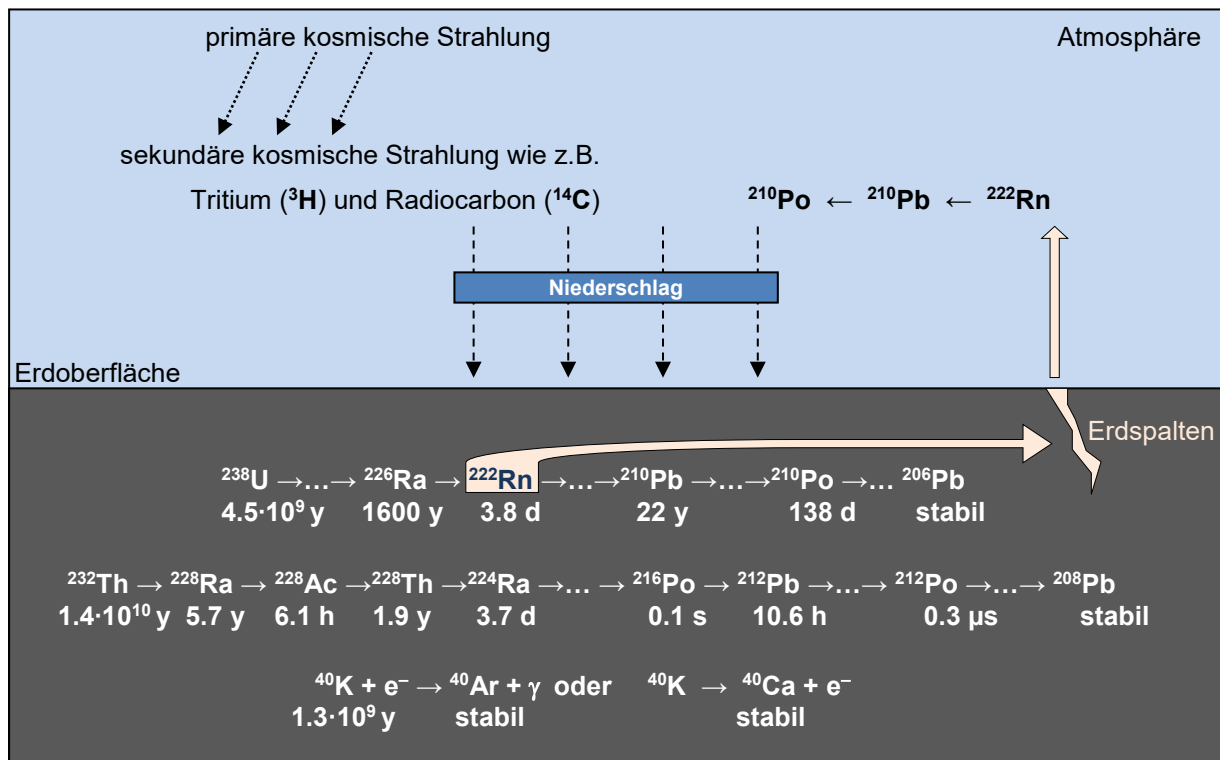 primäre kosmische Strahlung
Atmosphäre
sekundäre kosmische Strahlung wie z.B.
Tritium (³H) und Radiocarbon (¹⁴C)
²¹⁰Po ← ²¹⁰Pb ← ²²²Rn
Niederschlag
Erdoberfläche
Erdspalten
²³⁸U →…→ ²²⁶Ra → ²²²Rn →…→ ²¹⁰Pb →…→ ²¹⁰Po →… ²⁰⁶Pb
4.5·10⁹ y 1600 y 3.8 d 22 y 138 d stabil
²³²Th → ²²⁸Ra → ²²⁸Ac → ²²⁸Th → ²²⁴Ra →…→ ²¹⁶Po → ²¹²Pb →…→ ²¹²Po →…→ ²⁰⁸Pb
1.4·10¹⁰ y 5.7 y 6.1 h 1.9 y 3.7 d 0.1 s 10.6 h 0.3 µs stabil
⁴⁰K + e⁻ → ⁴⁰Ar + γ oder ⁴⁰K → ⁴⁰Ca + e⁻
1.3·10⁹ y stabil stabil